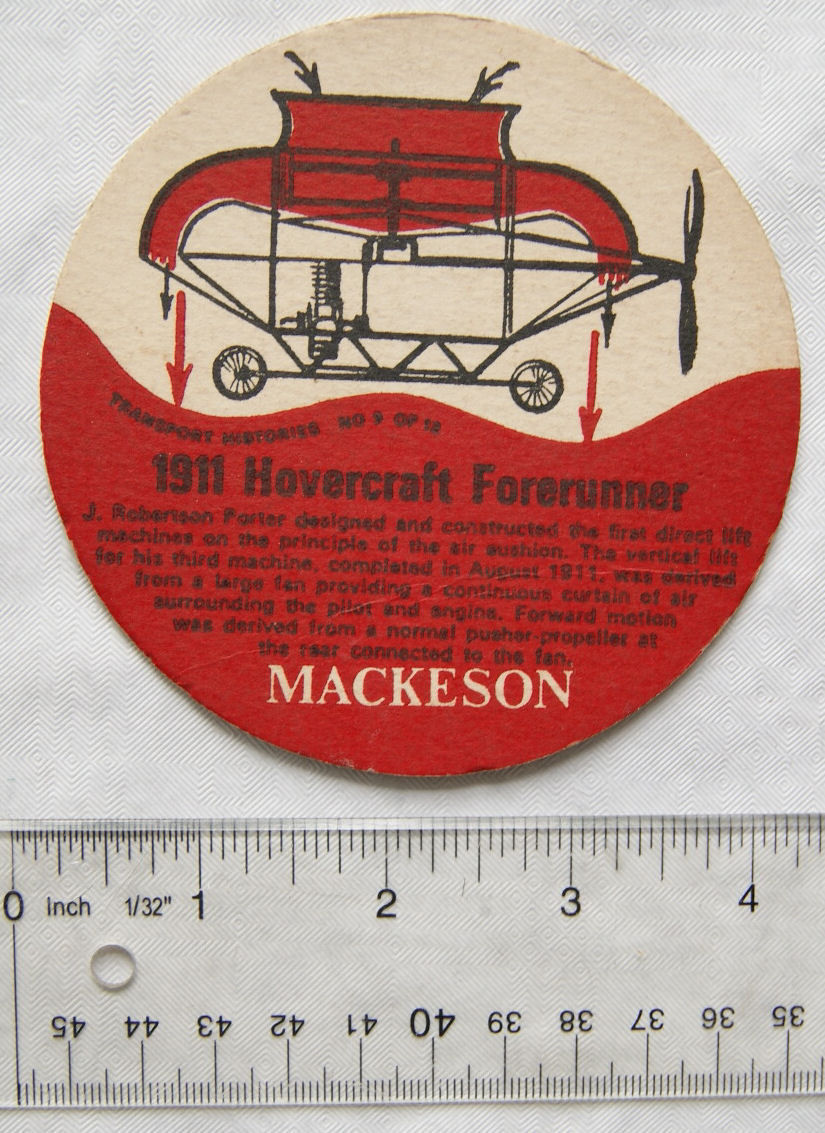 TRANSPORT HISTORIES NO 9 OF 18
1911 Hovercraft Forerunner
J. Robertson Porter designed and constructed the first direct lift
machines on the principle of the air cushion. The vertical lift
for his third machine, completed in August 1911, was derived
from a large fan providing a continuous curtain of air
surrounding the pilot and engine. Forward motion
was derived from a normal pusher-propeller at
the rear connected to the fan.
MACKESON
0 Inch 1/32" 1 2 3 4
45 44 43 42 41 40 39 38 37 36 35